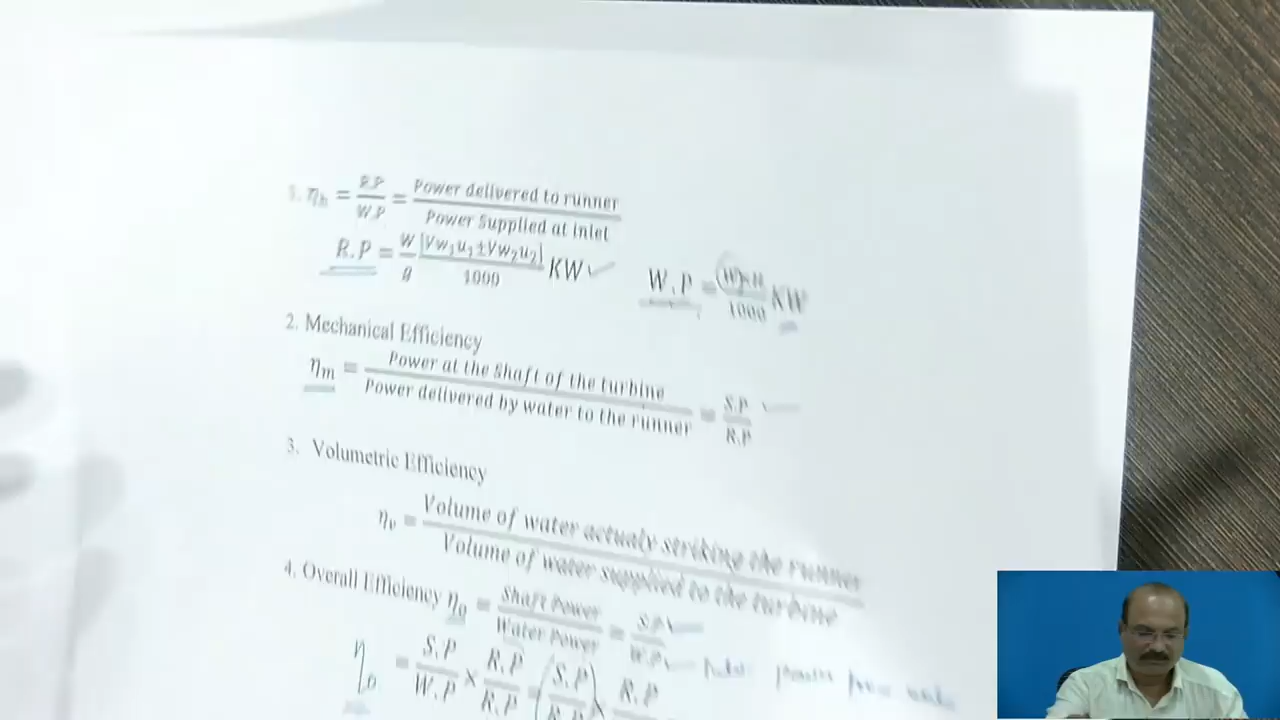 1. ηh = R.P / W.P = Power delivered to runner / Power Supplied at inlet
R.P = W/g [Vw₁u₁ ± Vw₂u₂] / 1000 KW ✓ W.P = / 1000 KW
2. Mechanical Efficiency
ηm = Power at the Shaft of the turbine / Power delivered by water to the runner = S.P / R.P ✓
3. Volumetric Efficiency
ηv = Volume of water actualy striking the runner / Volume of water supplied to the turbine
4. Overall Efficiency η0 = Shaft Power / Water Power = S.P / W.P
η0 = S.P / W.P × R.P / R.P = (S.P / R.P) × R.P